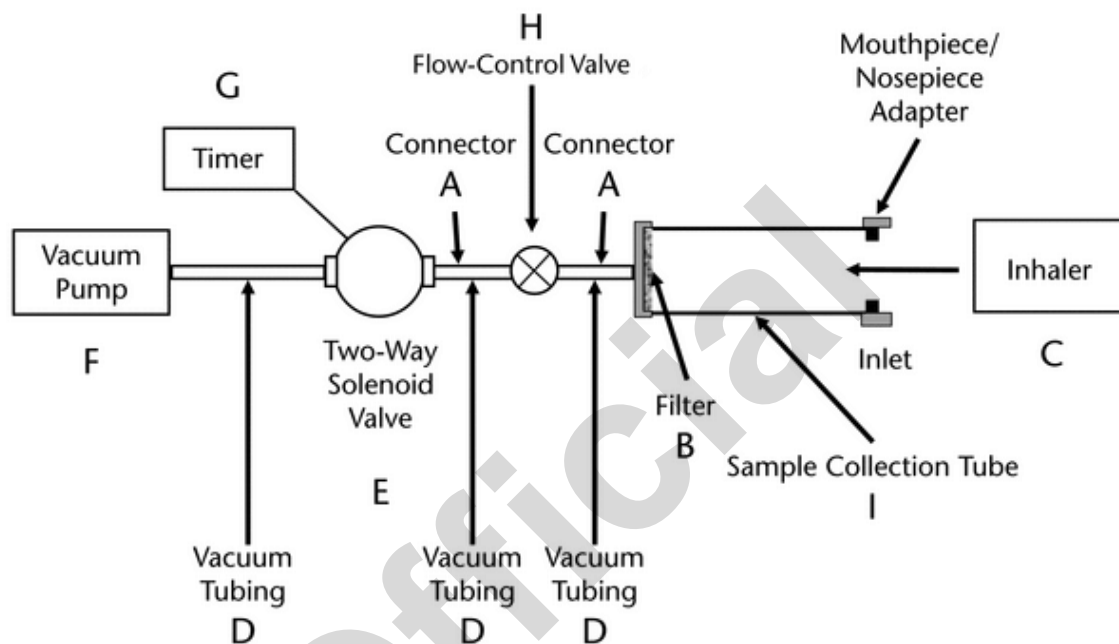 H
Flow-Control Valve
Mouthpiece/
Nosepiece
Adapter
G
Timer
Connector
A
Connector
A
Vacuum
Pump
F
Inhaler
C
Two-Way
Solenoid
Valve
E
Inlet
Filter
B
Sample Collection Tube
I
Vacuum
Tubing
D
Vacuum
Tubing
D
Vacuum
Tubing
D
official